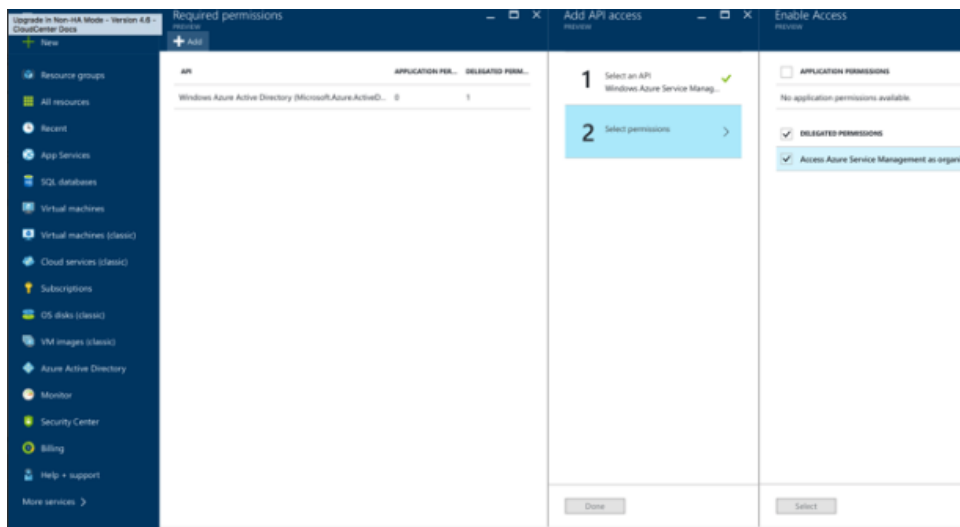 Upgrade in Non-HA Mode - Version 4.6 -
CloudCenter Docs
New
Resource groups
All resources
Recent
App Services
SQL databases
Virtual machines
Virtual machines (classic)
Cloud services (classic)
Subscriptions
OS disks (classic)
VM images (classic)
Azure Active Directory
Monitor
Security Center
Billing
Help + support
More services
Required permissions
PREVIEW
Add
API APPLICATION PER... DELEGATED PERM...
Windows Azure Active Directory (Microsoft.Azure.ActiveD... 0 1
Add API access
PREVIEW
1 Select an API
Windows Azure Service Manag...
2 Select permissions
Done
Enable Access
PREVIEW
APPLICATION PERMISSIONS
No application permissions available.
DELEGATED PERMISSIONS
Access Azure Service Management as organi
Select